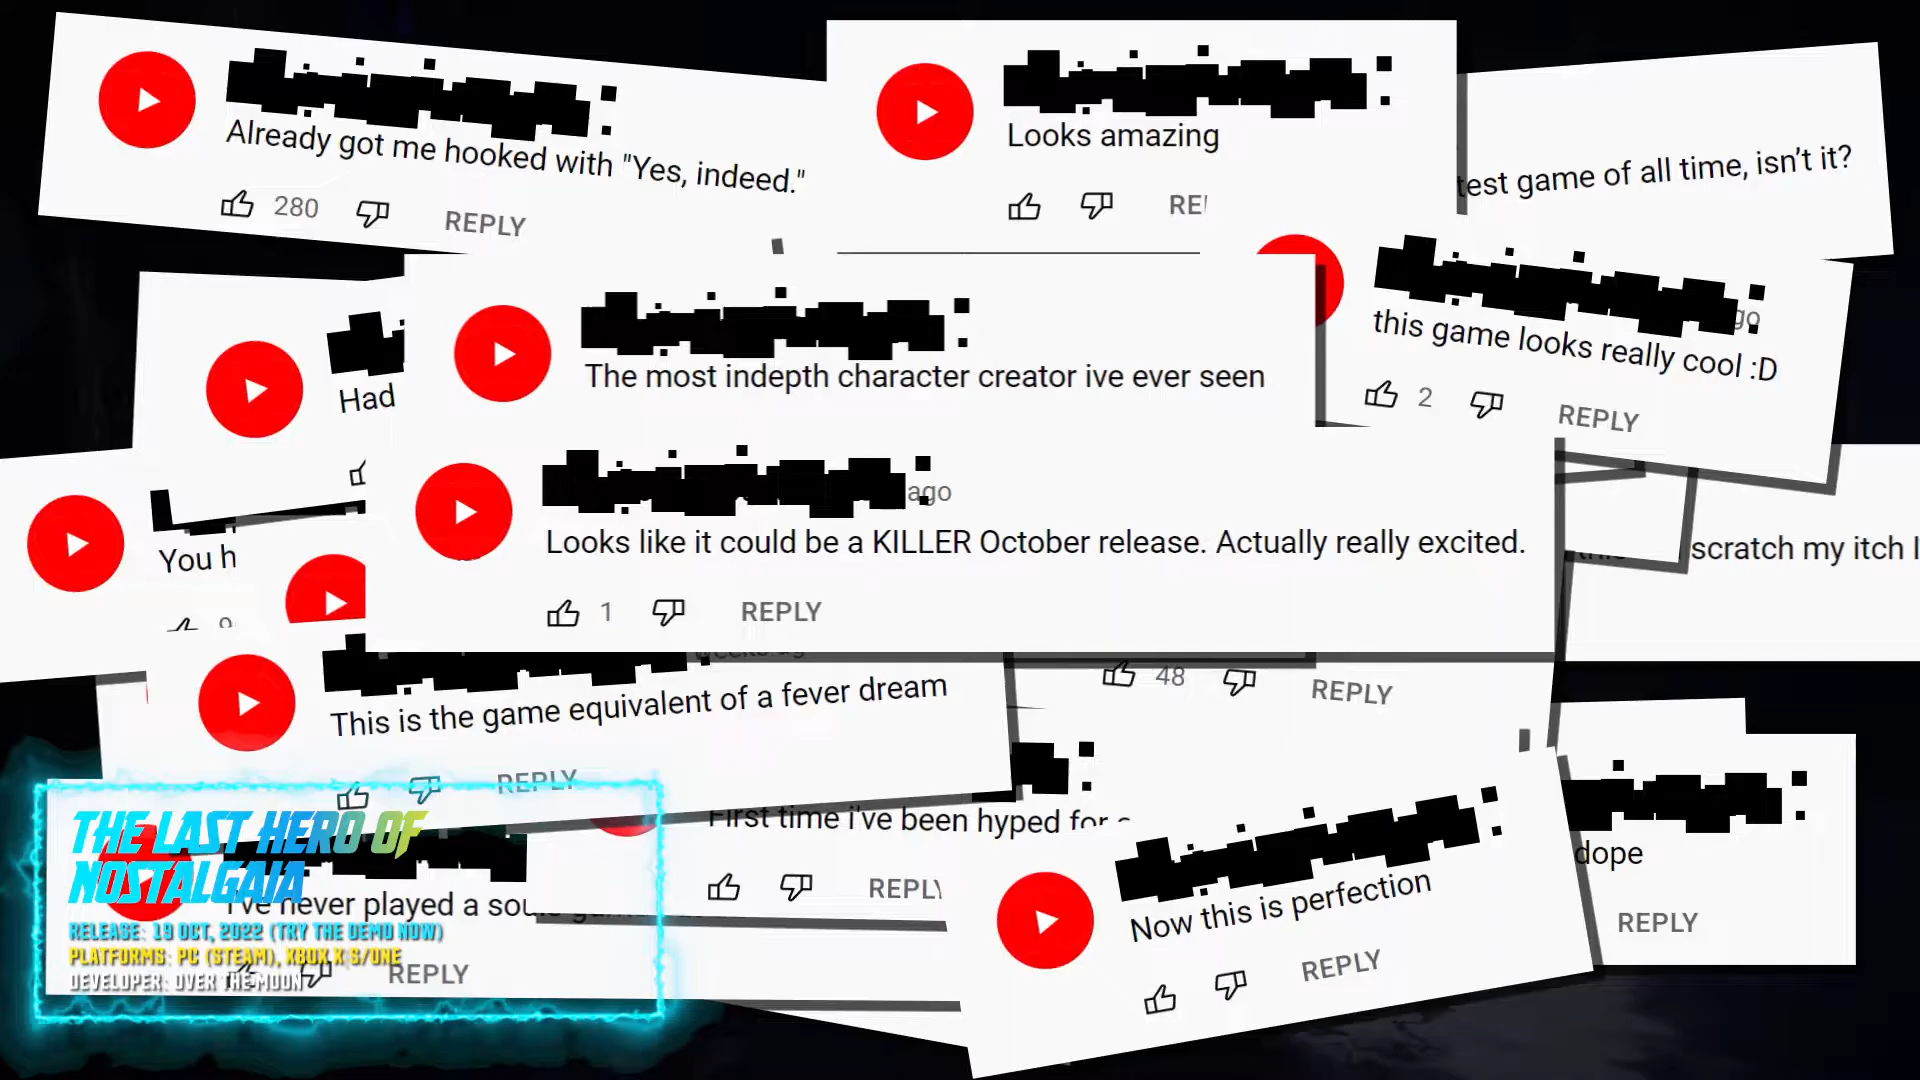 Already got me hooked with "Yes, indeed."
280
REPLY
Looks amazing
test game of all time, isn't it?
this game looks really cool :D
2
REPLY
Had
The most indepth character creator ive ever seen
ago
Looks like it could be a KILLER October release. Actually really excited.
1
REPLY
You h
scratch my itch I
This is the game equivalent of a fever dream
REPLY
48
REPLY
First time i've been hyped for
REPLY
dope
REPLY
Now this is perfection
REPLY
I've never played a
REPLY
THE LAST HERO OF
NOSTALGAIA
RELEASE: 19 OCT, 2022 (TRY THE DEMO NOW)
PLATFORMS: PC (STEAM), XBOX X S/ONE
DEVELOPER: OVER THE MOON